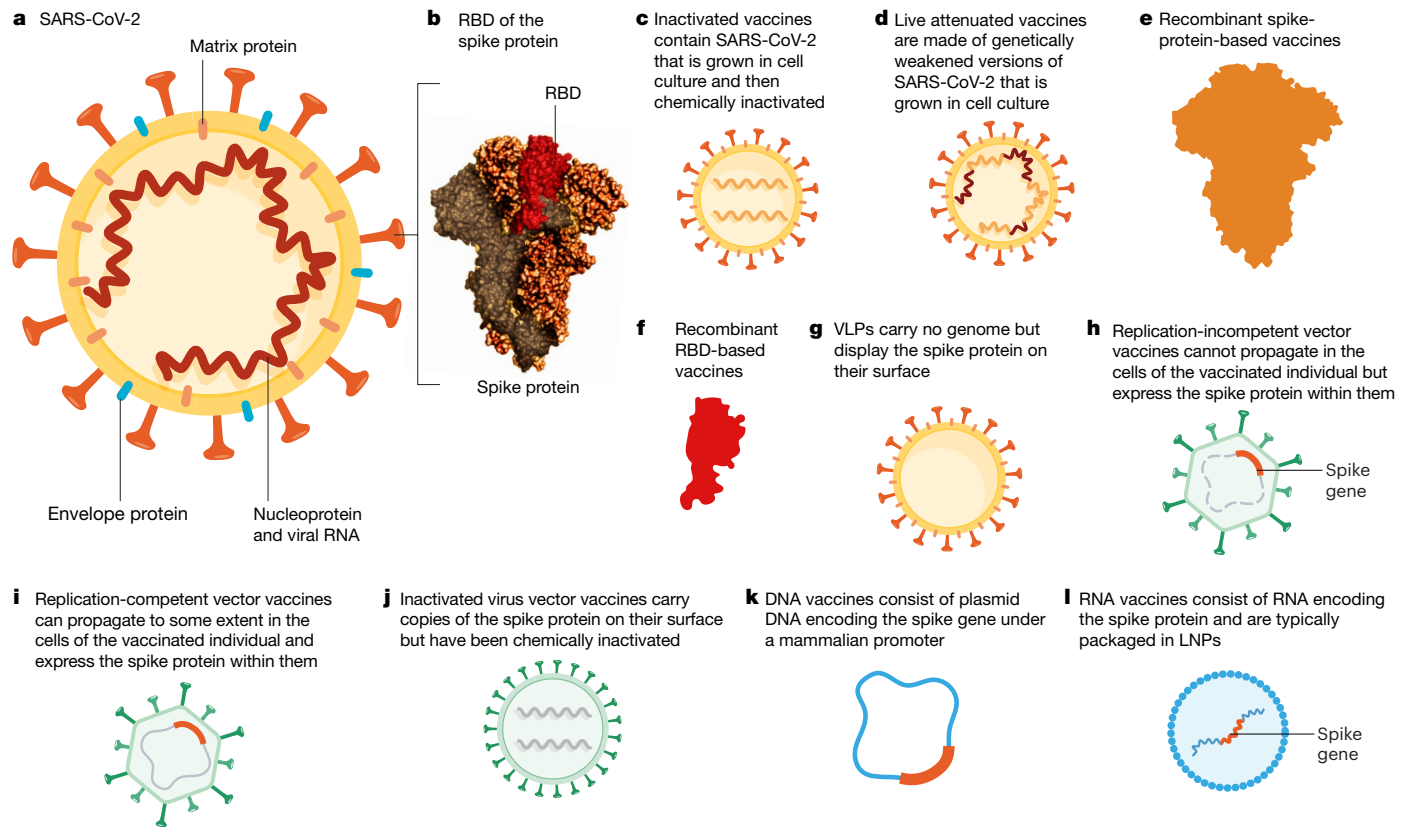 a SARS-CoV-2
Matrix protein
Envelope protein
Nucleoprotein
and viral RNA
b RBD of the
spike protein
RBD
Spike protein
c Inactivated vaccines
contain SARS-CoV-2
that is grown in cell
culture and then
chemically inactivated
d Live attenuated vaccines
are made of genetically
weakened versions of
SARS-CoV-2 that is
grown in cell culture
e Recombinant spike-
protein-based vaccines
f Recombinant
RBD-based
vaccines
g VLPs carry no genome but
display the spike protein on
their surface
h Replication-incompetent vector
vaccines cannot propagate in the
cells of the vaccinated individual but
express the spike protein within them
Spike
gene
i Replication-competent vector vaccines
can propagate to some extent in the
cells of the vaccinated individual and
express the spike protein within them
j Inactivated virus vector vaccines carry
copies of the spike protein on their surface
but have been chemically inactivated
k DNA vaccines consist of plasmid
DNA encoding the spike gene under
a mammalian promoter
l RNA vaccines consist of RNA encoding
the spike protein and are typically
packaged in LNPs
Spike
gene